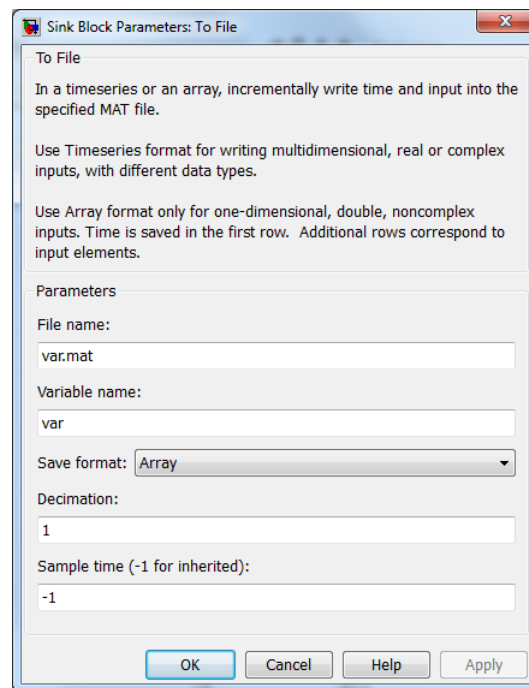 Sink Block Parameters: To File
To File
In a timeseries or an array, incrementally write time and input into the
specified MAT file.
Use Timeseries format for writing multidimensional, real or complex
inputs, with different data types.
Use Array format only for one-dimensional, double, noncomplex
inputs. Time is saved in the first row.  Additional rows correspond to
input elements.
Parameters
File name:
var.mat
Variable name:
var
Save format: Array
Decimation:
1
Sample time (-1 for inherited):
-1
OK Cancel Help Apply